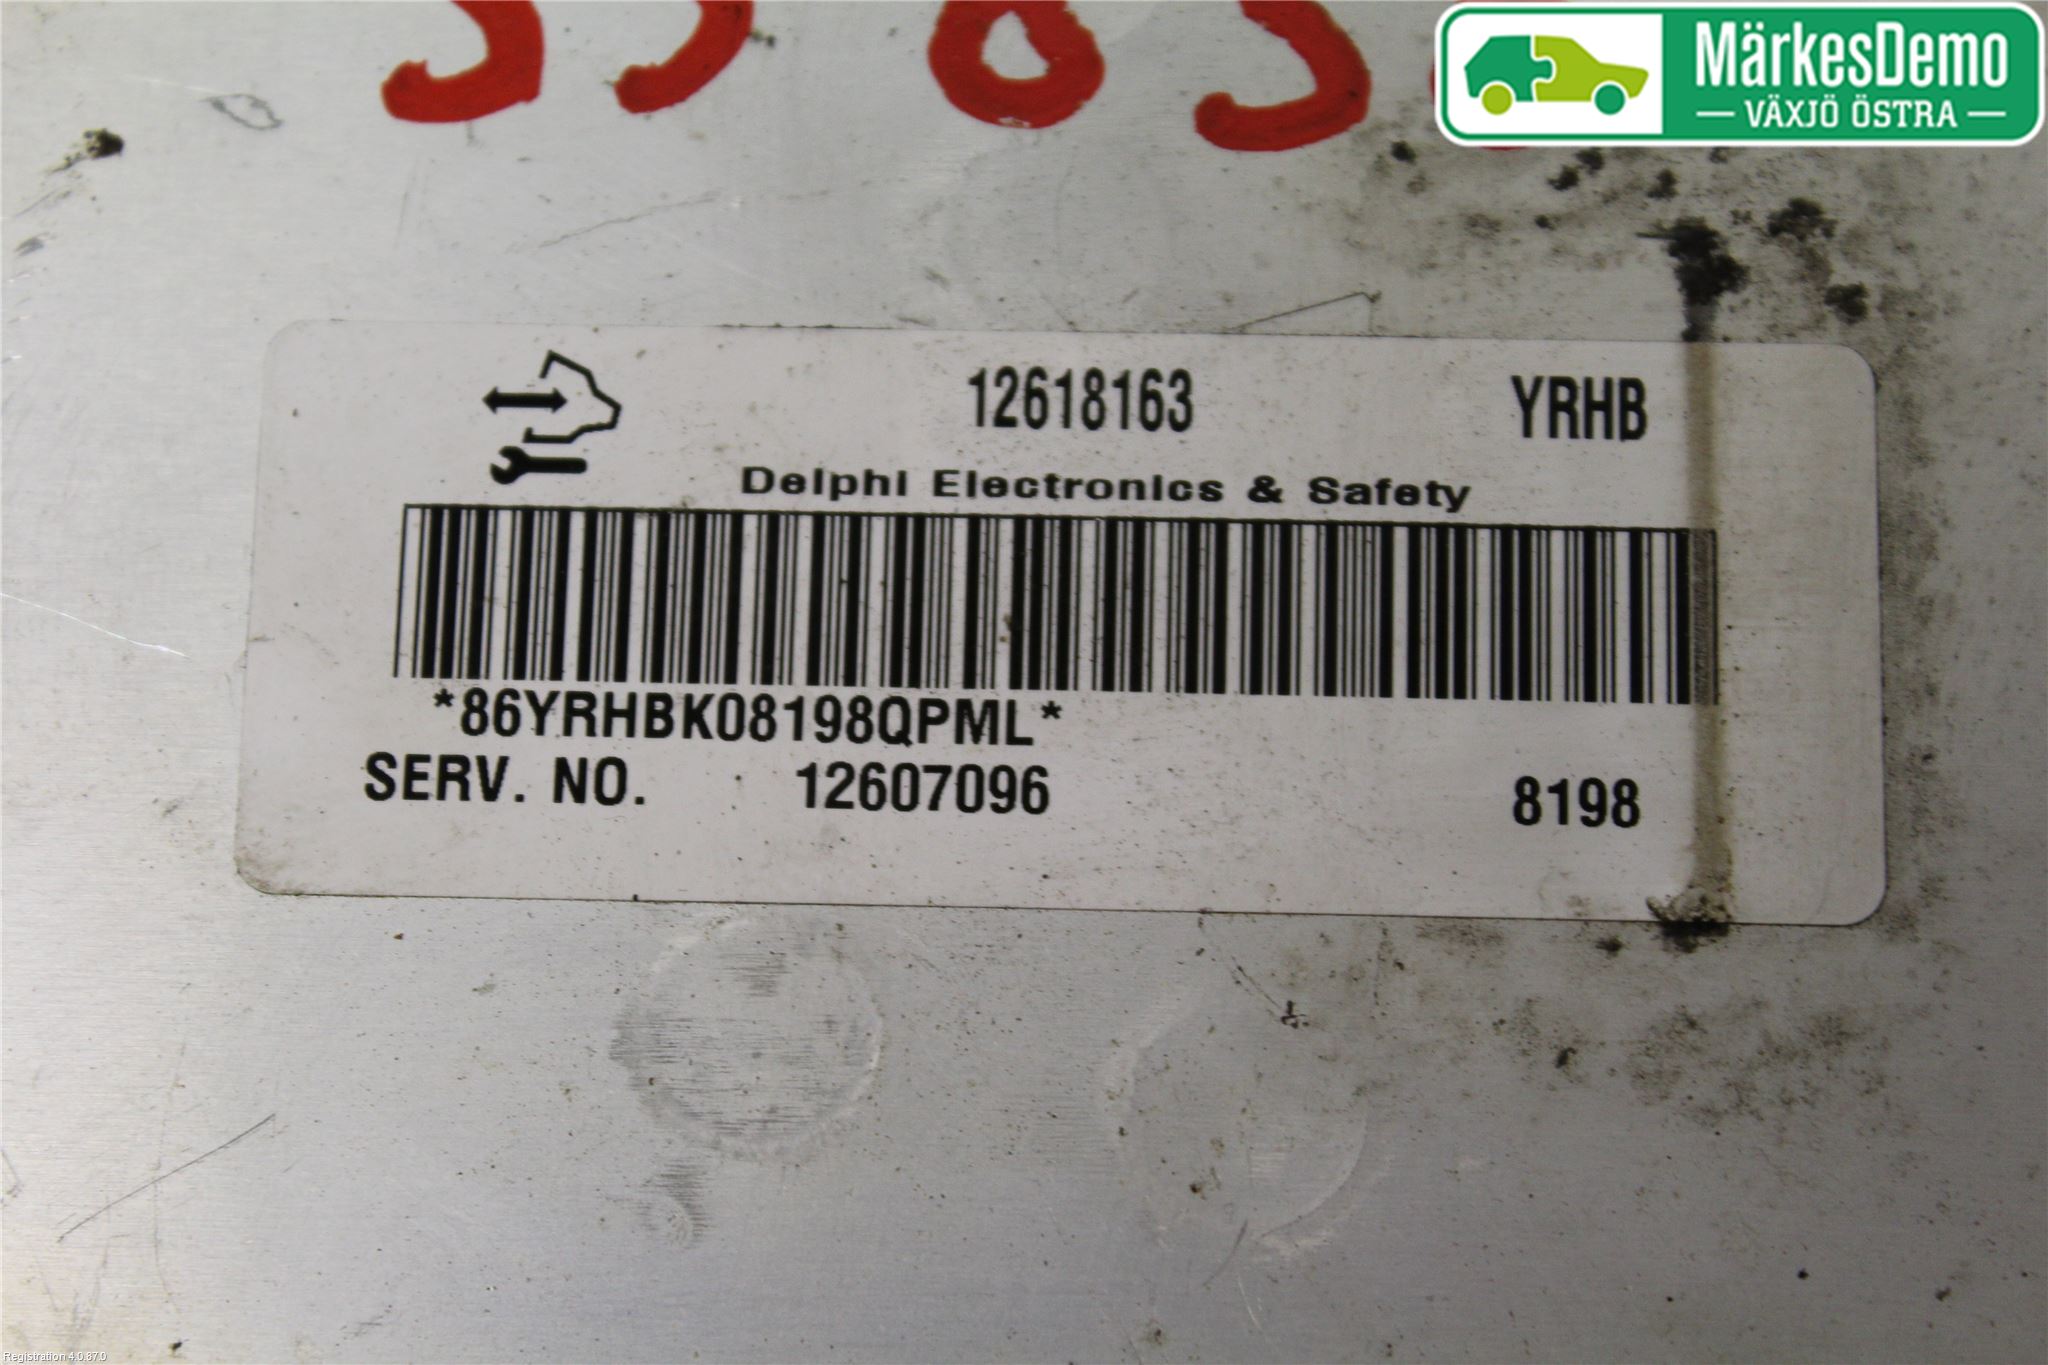 MärkesDemo
VÄXJÖ ÖSTRA
12618163 YRHB
Delphi Electronics & Safety
*86YRHBK08198QPML*
SERV. NO. 12607096 8198
Registration 4.0.87.0